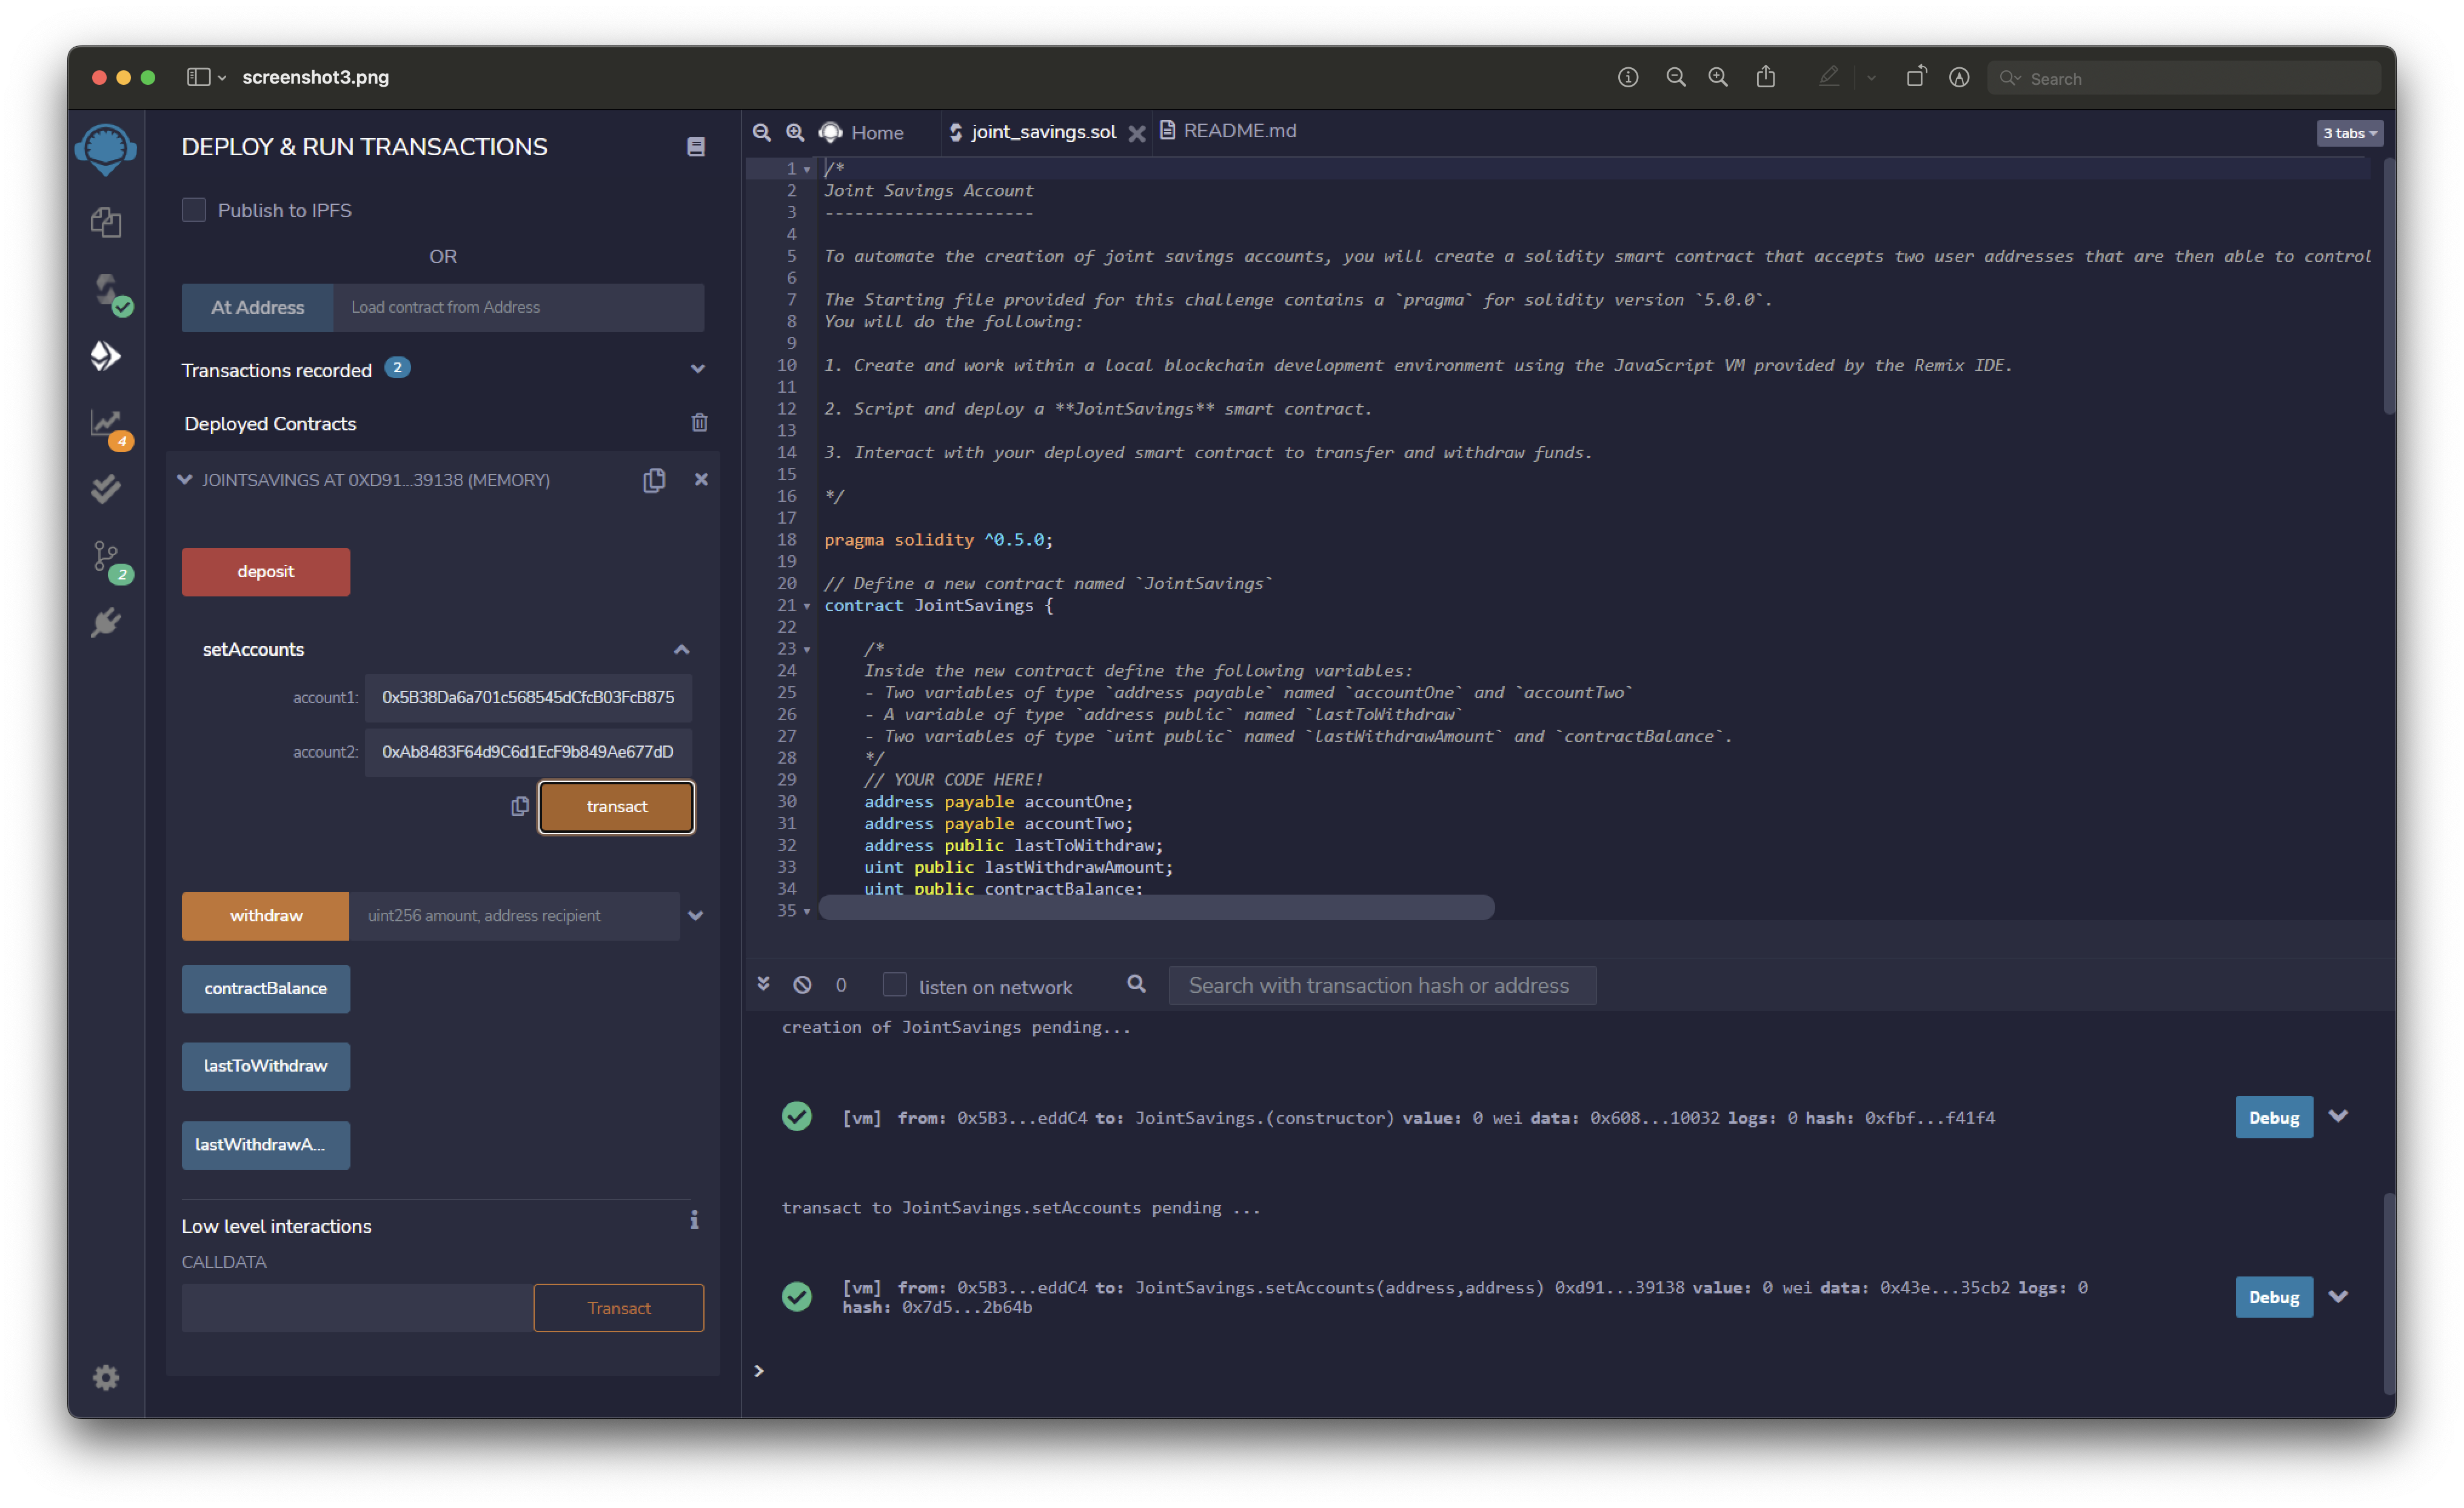 screenshot3.png
Search
DEPLOY & RUN TRANSACTIONS
Publish to IPFS
OR
At Address
Load contract from Address
Transactions recorded 2
Deployed Contracts
JOINTSAVINGS AT 0XD91...39138 (MEMORY)
deposit
setAccounts
account1: 0x5B38Da6a701c568545dCfcB03FcB875
account2: 0xAb8483F64d9C6d1EcF9b849Ae677dD
transact
withdraw
uint256 amount, address recipient
contractBalance
lastToWithdraw
lastWithdrawA...
Low level interactions
CALLDATA
Transact
4
2
Home
joint_savings.sol
README.md
3 tabs
1 /*
2 Joint Savings Account
3 ---------------------
4
5 To automate the creation of joint savings accounts, you will create a solidity smart contract that accepts two user addresses that are then able to control
6
7 The Starting file provided for this challenge contains a `pragma` for solidity version `5.0.0`.
8 You will do the following:
9
10 1. Create and work within a local blockchain development environment using the JavaScript VM provided by the Remix IDE.
11
12 2. Script and deploy a **JointSavings** smart contract.
13
14 3. Interact with your deployed smart contract to transfer and withdraw funds.
15
16 */
17
18 pragma solidity ^0.5.0;
19
20 // Define a new contract named `JointSavings`
21 contract JointSavings {
22
23 /*
24 Inside the new contract define the following variables:
25 - Two variables of type `address payable` named `accountOne` and `accountTwo`
26 - A variable of type `address public` named `lastToWithdraw`
27 - Two variables of type `uint public` named `lastWithdrawAmount` and `contractBalance`.
28 */
29 // YOUR CODE HERE!
30 address payable accountOne;
31 address payable accountTwo;
32 address public lastToWithdraw;
33 uint public lastWithdrawAmount;
34 uint public contractBalance;
35
0
listen on network
Search with transaction hash or address
creation of JointSavings pending...
[vm] from: 0x5B3...eddC4 to: JointSavings.(constructor) value: 0 wei data: 0x608...10032 logs: 0 hash: 0xfbf...f41f4
Debug
transact to JointSavings.setAccounts pending ...
[vm] from: 0x5B3...eddC4 to: JointSavings.setAccounts(address,address) 0xd91...39138 value: 0 wei data: 0x43e...35cb2 logs: 0
hash: 0x7d5...2b64b
Debug
>